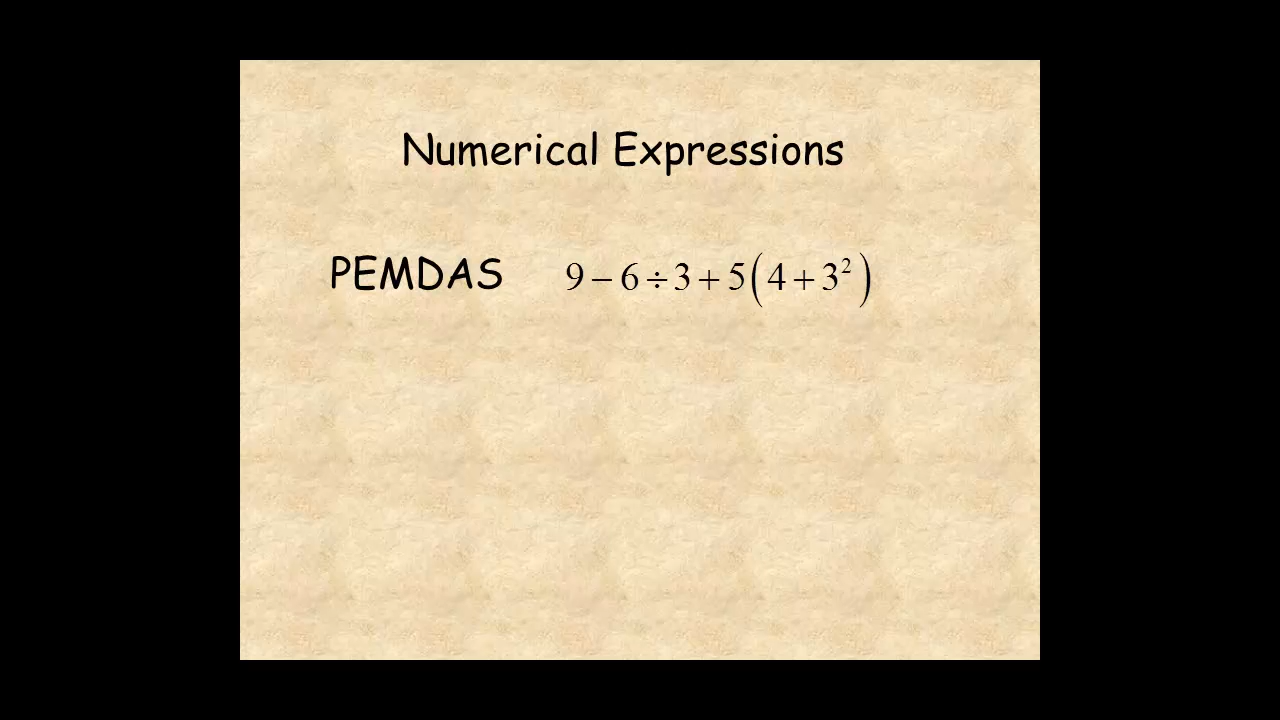 Numerical Expressions
PEMDAS 9 − 6 ÷ 3 + 5(4 + 3²)